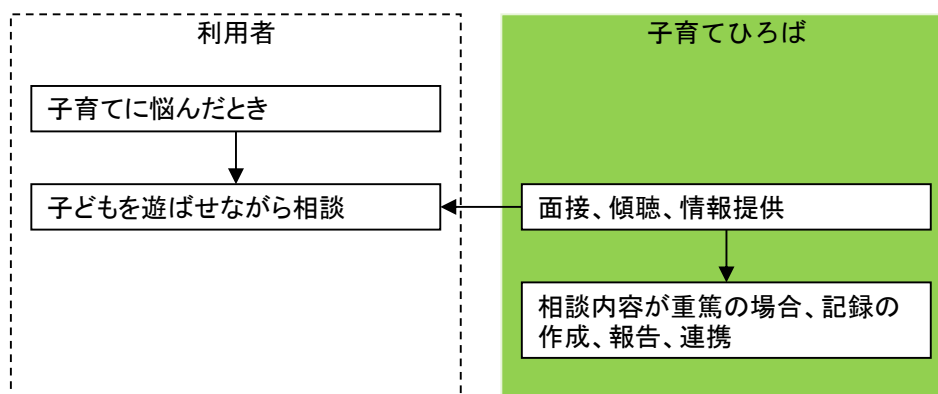 利用者
子育てひろば
子育てに悩んだとき
子どもを遊ばせながら相談
面接、傾聴、情報提供
相談内容が重篤の場合、記録の
作成、報告、連携